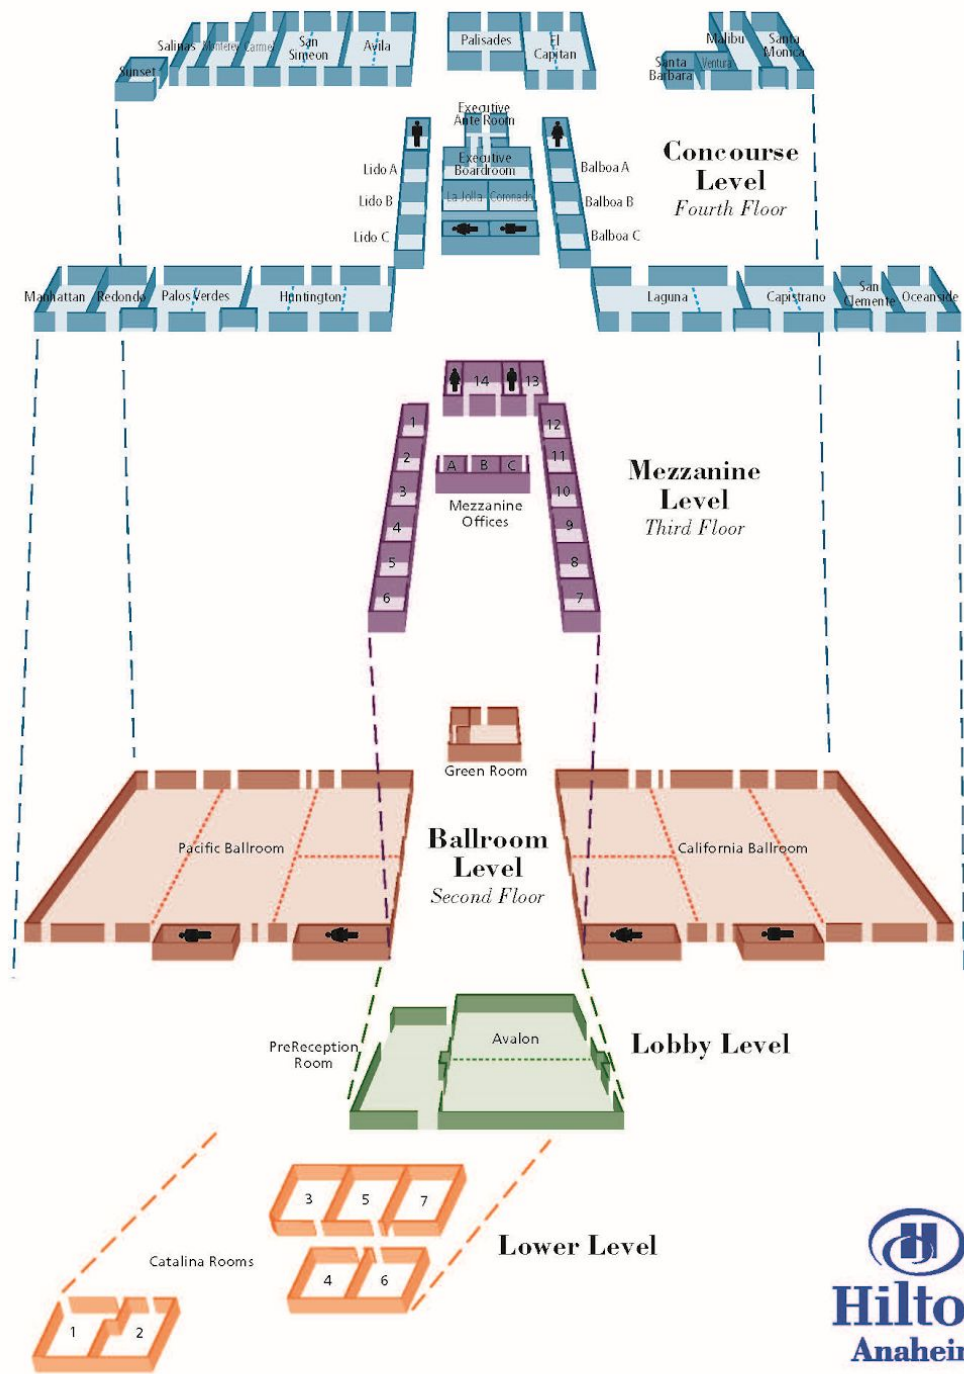 Salinas
Monterey
Carmel
San
Simeon
Avila
Sunset
Palisades
El
Capitan
Malibu
Santa
Monica
Santa
Barbara
Ventura
Executive
Ante Room
Executive
Boardroom
La Jolla
Coronado
Lido A
Lido B
Lido C
Balboa A
Balboa B
Balboa C
Concourse
Level
Fourth Floor
Manhattan
Redondo
Palos Verdes
Huntington
Laguna
Capistrano
San
Clemente
Oceanside
14
13
1
2
3
4
5
6
12
11
10
9
8
7
A
B
C
Mezzanine
Offices
Mezzanine
Level
Third Floor
Green Room
Pacific Ballroom
California Ballroom
Ballroom
Level
Second Floor
PreReception
Room
Avalon
Lobby Level
3
5
7
4
6
Catalina Rooms
1
2
Lower Level
H
Hilto
Anahein